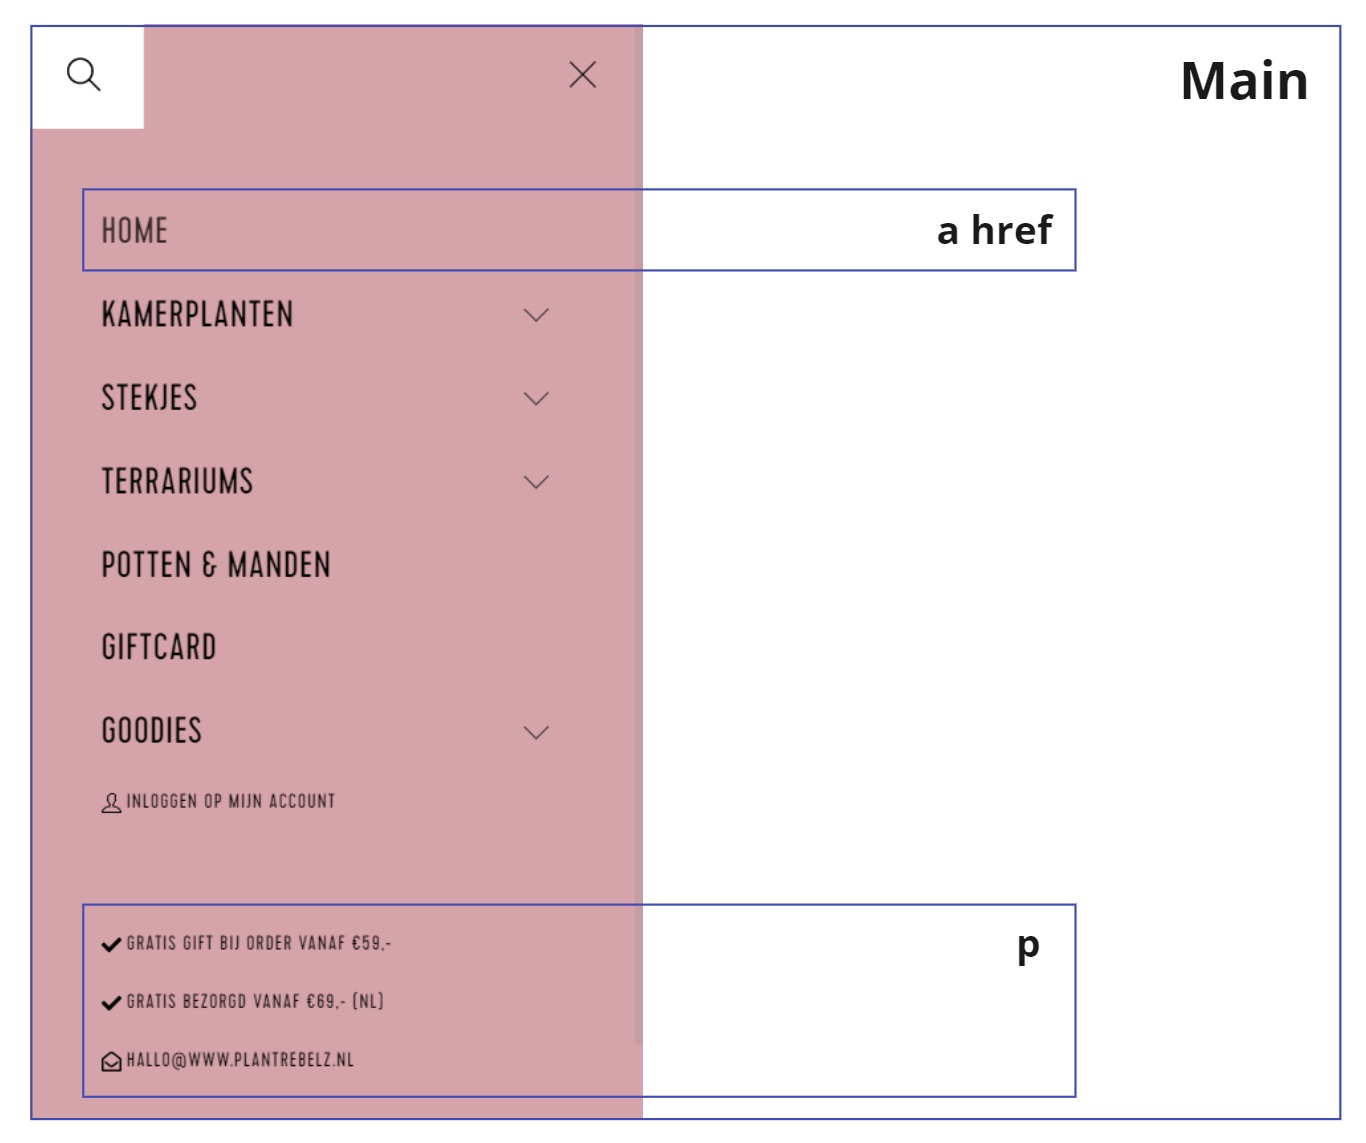 Main
HOME
a href
KAMERPLANTEN
STEKJES
TERRARIUMS
POTTEN & MANDEN
GIFTCARD
GOODIES
INLOGGEN OP MIJN ACCOUNT
GRATIS GIFT BIJ ORDER VANAF €59,-
p
GRATIS BEZORGD VANAF €69,- (NL)
HALLO@WWW.PLANTREBELZ.NL